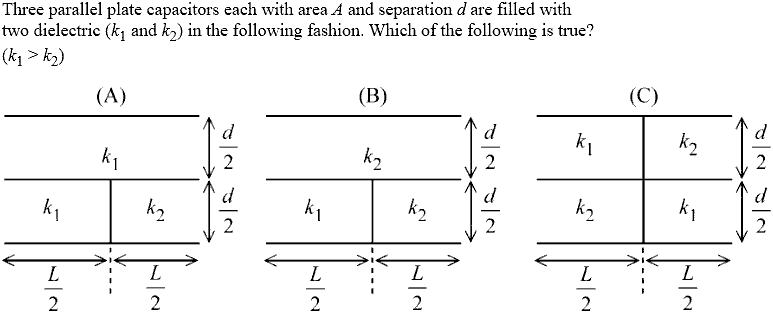 Three parallel plate capacitors each with area A and separation d are filled with
two dielectric (k₁ and k₂) in the following fashion. Which of the following is true?
(k₁ > k₂)
(A) (B) (C)
k₁ d/2 k₂ d/2 k₁ k₂ d/2
k₁ k₂ d/2 k₁ k₂ d/2 k₂ k₁ d/2
L/2 L/2 L/2 L/2 L/2 L/2